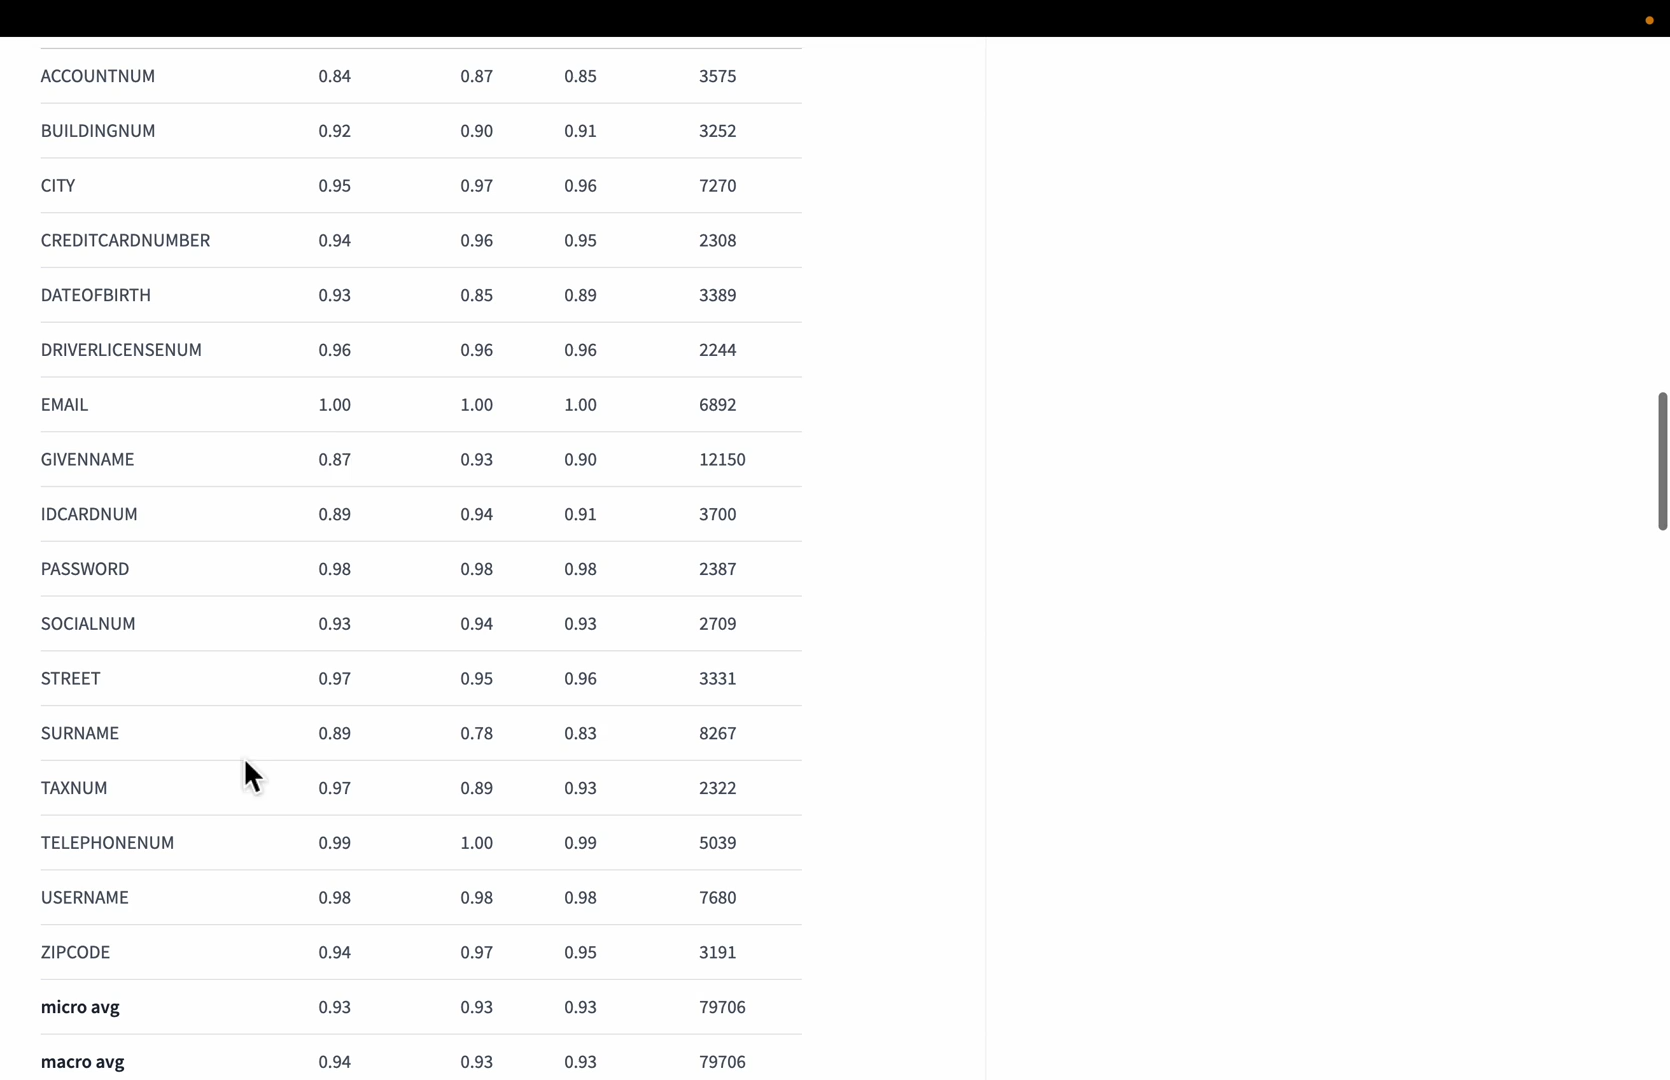 ACCOUNTNUM 0.84 0.87 0.85 3575
BUILDINGNUM 0.92 0.90 0.91 3252
CITY 0.95 0.97 0.96 7270
CREDITCARDNUMBER 0.94 0.96 0.95 2308
DATEOFBIRTH 0.93 0.85 0.89 3389
DRIVERLICENSENUM 0.96 0.96 0.96 2244
EMAIL 1.00 1.00 1.00 6892
GIVENNAME 0.87 0.93 0.90 12150
IDCARDNUM 0.89 0.94 0.91 3700
PASSWORD 0.98 0.98 0.98 2387
SOCIALNUM 0.93 0.94 0.93 2709
STREET 0.97 0.95 0.96 3331
SURNAME 0.89 0.78 0.83 8267
TAXNUM 0.97 0.89 0.93 2322
TELEPHONENUM 0.99 1.00 0.99 5039
USERNAME 0.98 0.98 0.98 7680
ZIPCODE 0.94 0.97 0.95 3191
micro avg 0.93 0.93 0.93 79706
macro avg 0.94 0.93 0.93 79706